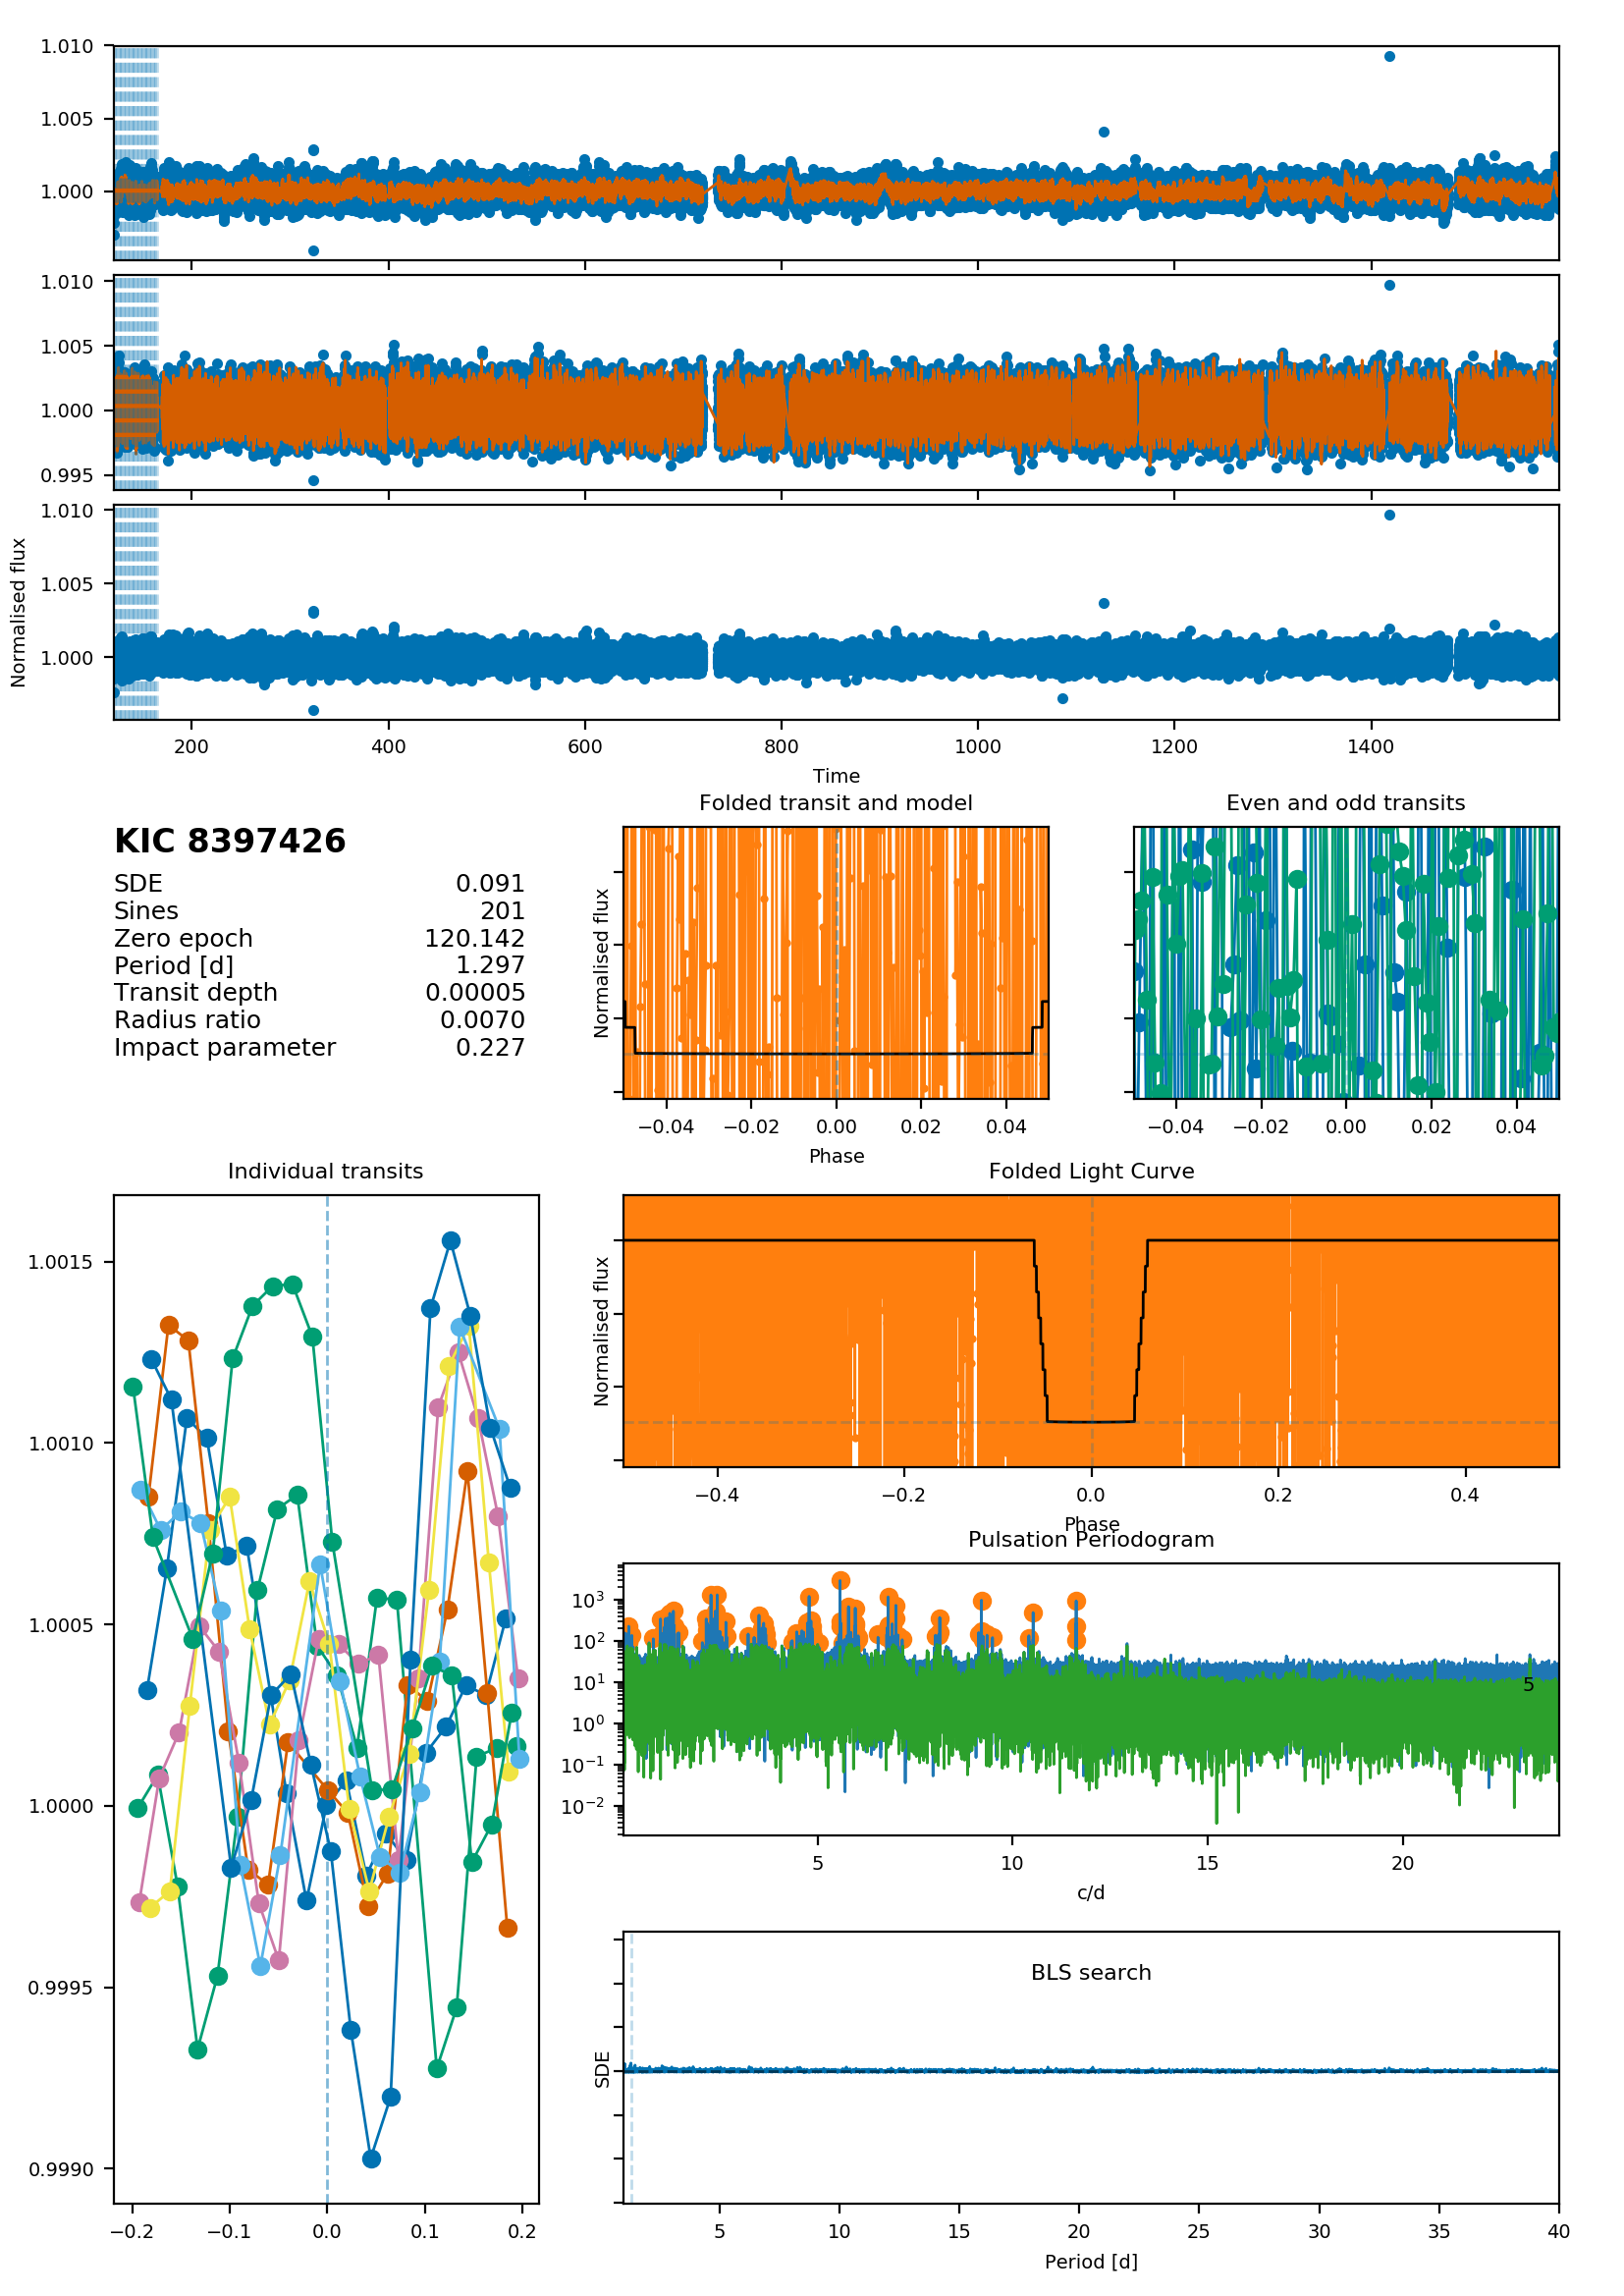 1.010
1.005
1.000
1.010
1.005
1.000
0.995
1.010
1.005
1.000
Normalised flux
200 400 600 800 1000 1200 1400
Time
KIC 8397426
SDE 0.091
Sines 201
Zero epoch 120.142
Period [d] 1.297
Transit depth 0.00005
Radius ratio 0.0070
Impact parameter 0.227
Folded transit and model
Normalised flux
−0.04 −0.02 0.00 0.02 0.04
Phase
Even and odd transits
−0.04 −0.02 0.00 0.02 0.04
Individual transits
1.0015
1.0010
1.0005
1.0000
0.9995
0.9990
−0.2 −0.1 0.0 0.1 0.2
Folded Light Curve
Normalised flux
−0.4 −0.2 0.0 0.2 0.4
Phase
Pulsation Periodogram
10³
10²
10¹
10⁰
10⁻¹
10⁻²
5
5 10 15 20
c/d
BLS search
SDE
5 10 15 20 25 30 35 40
Period [d]